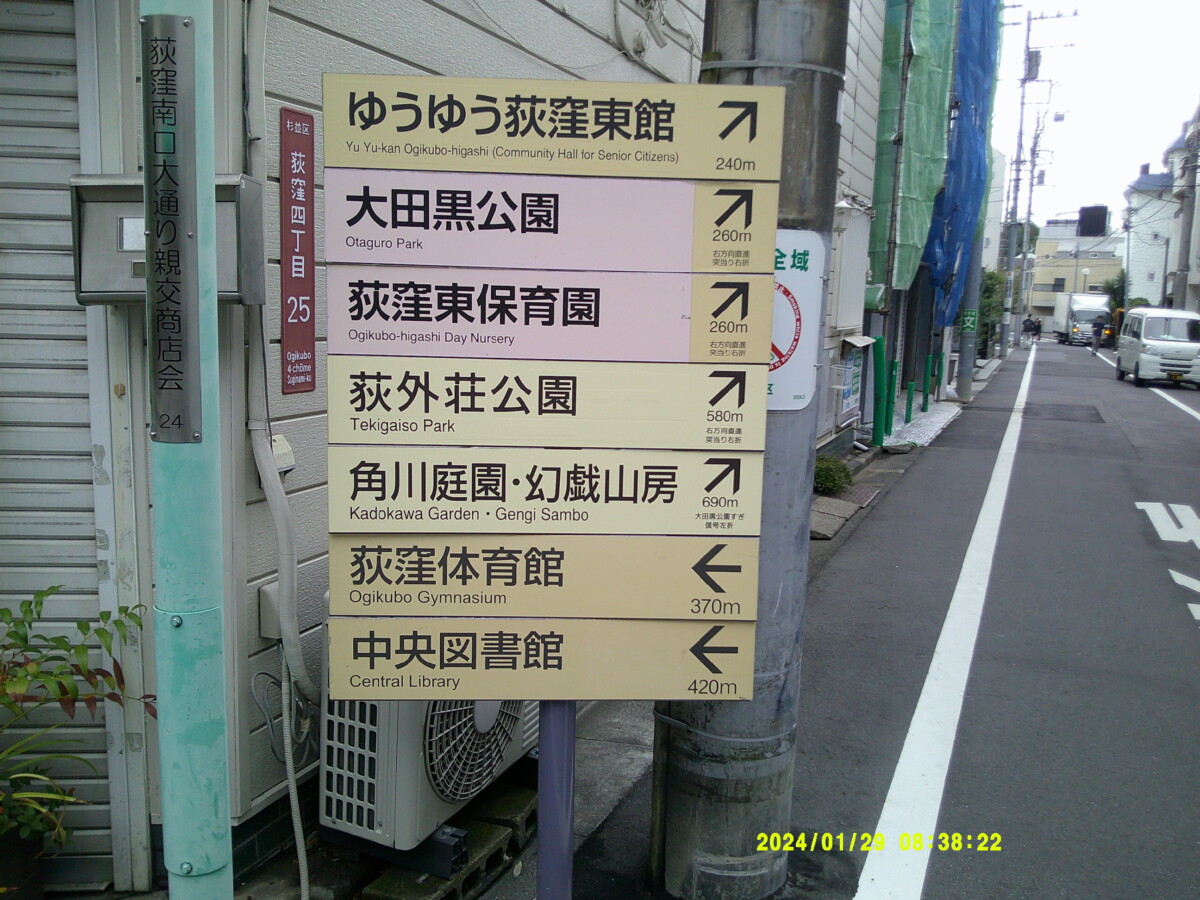 荻窪南口大通り親交商店会
24
杉並区
荻窪四丁目
25
Ogikubo
4-chōme
Suginami-ku
ゆうゆう荻窪東館
Yu Yu-kan Ogikubo-higashi (Community Hall for Senior Citizens)
240m
大田黒公園
Otaguro Park
260m
右方向直進
突当り右折
荻窪東保育園
Ogikubo-higashi Day Nursery
260m
右方向直進
突当り右折
荻外荘公園
Tekigaiso Park
580m
右方向直進
突当り右折
角川庭園・幻戯山房
Kadokawa Garden・Gengi Sambo
690m
大田黒公園すぎ
信号左折
荻窪体育館
Ogikubo Gymnasium
370m
中央図書館
Central Library
420m
全域
区
文
2024/01/29 08:38:22